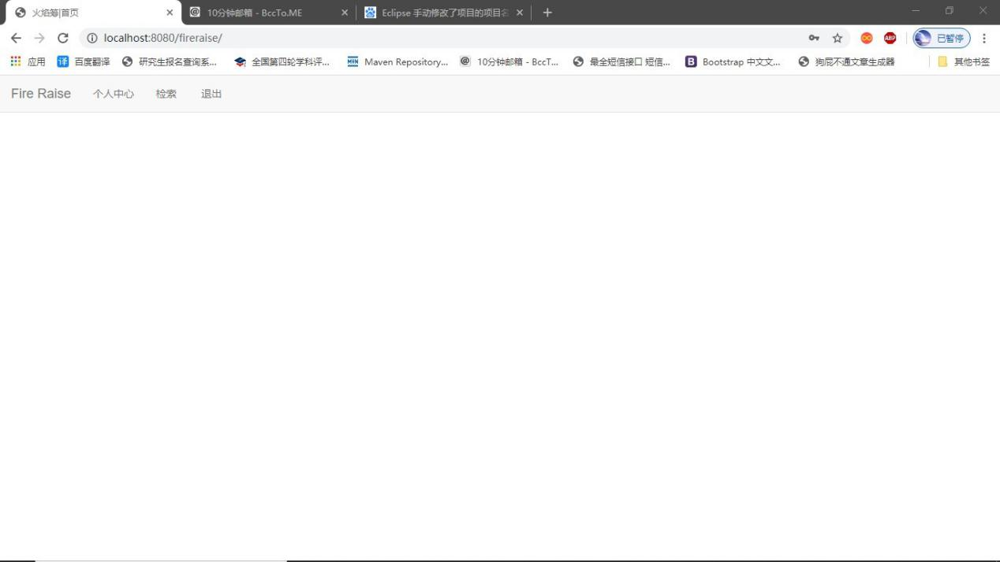 火焰筹|首页
10分钟邮箱 - BccTo.ME
Eclipse 手动修改了项目的项目名
localhost:8080/fireraise/
ABP
已暂停
应用
译 百度翻译
研究生报名查询系...
全国第四轮学科评...
MVN Maven Repository...
10分钟邮箱 - BccT...
最全短信接口 短信...
B Bootstrap 中文文...
狗屁不通文章生成器
其他书签
Fire Raise
个人中心
检索
退出